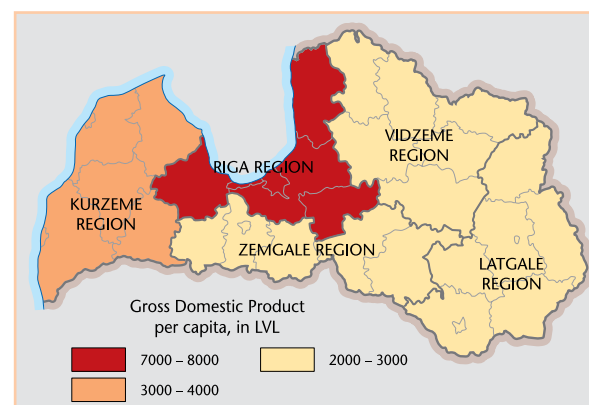 VIDZEME
REGION
RIGA REGION
KURZEME
REGION
ZEMGALE REGION
LATGALE
REGION
Gross Domestic Product
per capita, in LVL
7000 – 8000
2000 – 3000
3000 – 4000